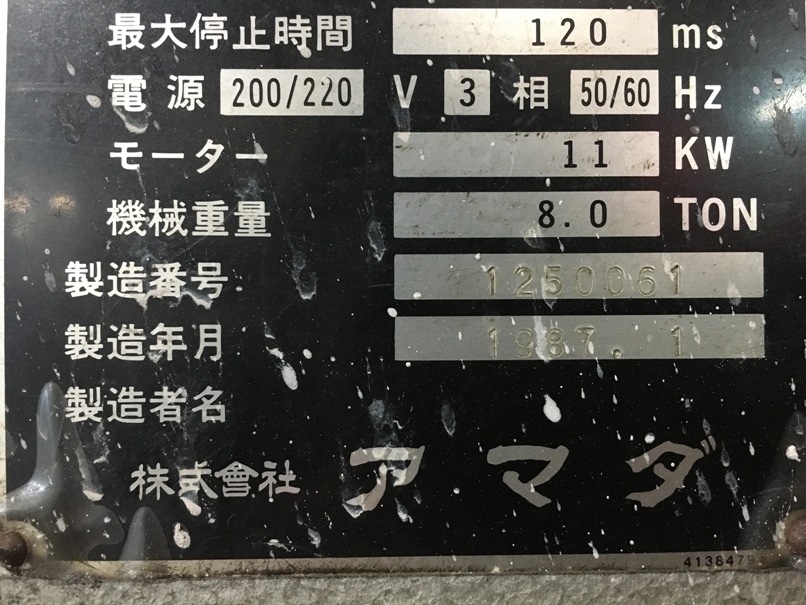 最大停止時間 120 ms
電源 200/220 V 3 相 50/60 Hz
モーター 11 KW
機械重量 8.0 TON
製造番号 1250061
製造年月 1987. 1
製造者名
株式會社 アマダ
413847